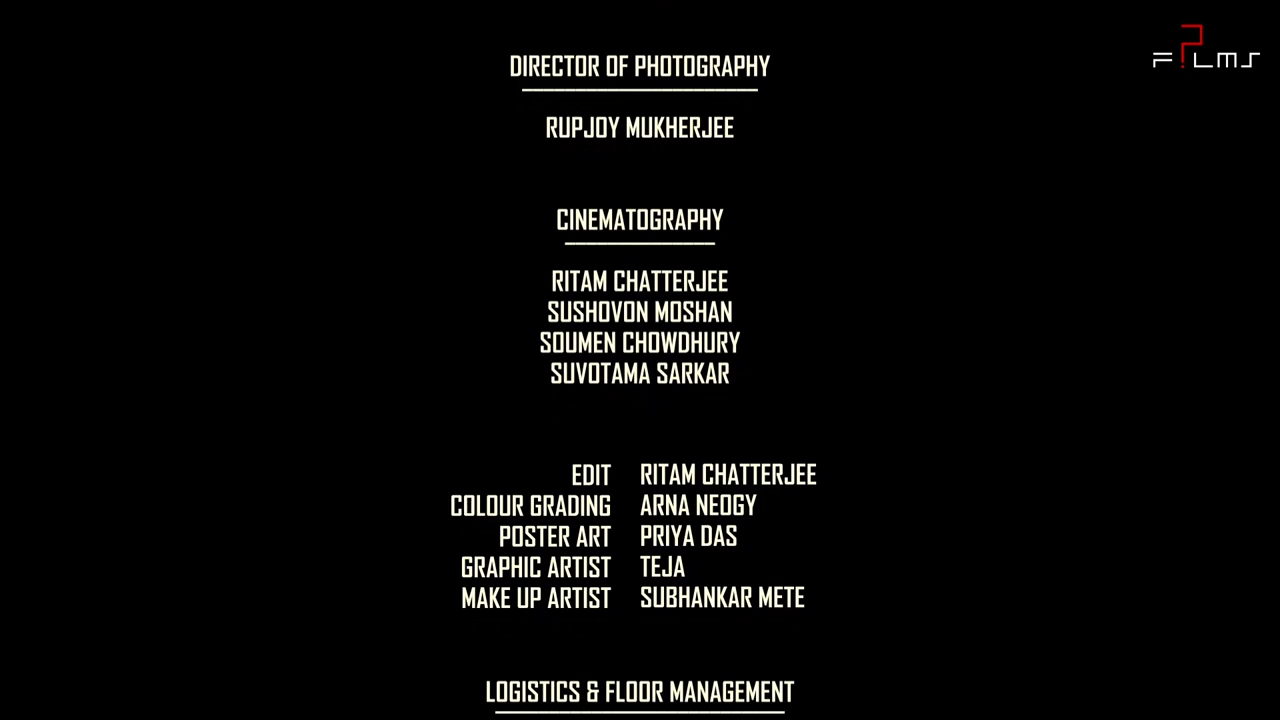 DIRECTOR OF PHOTOGRAPHY
RUPJOY MUKHERJEE
CINEMATOGRAPHY
RITAM CHATTERJEE
SUSHOVON MOSHAN
SOUMEN CHOWDHURY
SUVOTAMA SARKAR
EDIT RITAM CHATTERJEE
COLOUR GRADING ARNA NEOGY
POSTER ART PRIYA DAS
GRAPHIC ARTIST TEJA
MAKE UP ARTIST SUBHANKAR METE
LOGISTICS & FLOOR MANAGEMENT